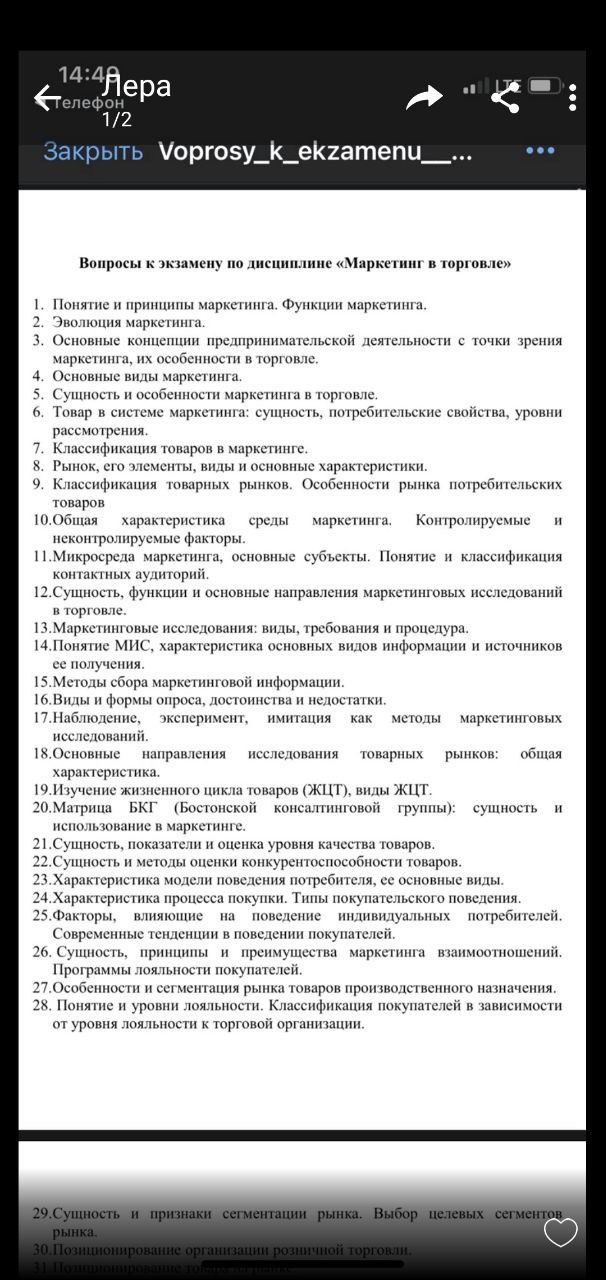 14:49
Лера
Телефон
LTE
1/2
Закрыть Voprosy_k_ekzamenu__...
Вопросы к экзамену по дисциплине «Маркетинг в торговле»
1. Понятие и принципы маркетинга. Функции маркетинга.
2. Эволюция маркетинга.
3. Основные концепции предпринимательской деятельности с точки зрения
маркетинга, их особенности в торговле.
4. Основные виды маркетинга.
5. Сущность и особенности маркетинга в торговле.
6. Товар в системе маркетинга: сущность, потребительские свойства, уровни
рассмотрения.
7. Классификация товаров в маркетинге.
8. Рынок, его элементы, виды и основные характеристики.
9. Классификация товарных рынков. Особенности рынка потребительских
товаров
10.Общая характеристика среды маркетинга. Контролируемые и
неконтролируемые факторы.
11.Микросреда маркетинга, основные субъекты. Понятие и классификация
контактных аудиторий.
12.Сущность, функции и основные направления маркетинговых исследований
в торговле.
13.Маркетинговые исследования: виды, требования и процедура.
14.Понятие МИС, характеристика основных видов информации и источников
ее получения.
15.Методы сбора маркетинговой информации.
16.Виды и формы опроса, достоинства и недостатки.
17.Наблюдение, эксперимент, имитация как методы маркетинговых
исследований.
18.Основные направления исследования товарных рынков: общая
характеристика.
19.Изучение жизненного цикла товаров (ЖЦТ), виды ЖЦТ.
20.Матрица БКГ (Бостонской консалтинговой группы): сущность и
использование в маркетинге.
21.Сущность, показатели и оценка уровня качества товаров.
22.Сущность и методы оценки конкурентоспособности товаров.
23.Характеристика модели поведения потребителя, ее основные виды.
24.Характеристика процесса покупки. Типы покупательского поведения.
25.Факторы, влияющие на поведение индивидуальных потребителей.
Современные тенденции в поведении покупателей.
26. Сущность, принципы и преимущества маркетинга взаимоотношений.
Программы лояльности покупателей.
27.Особенности и сегментация рынка товаров производственного назначения.
28. Понятие и уровни лояльности. Классификация покупателей в зависимости
от уровня лояльности к торговой организации.
29.Сущность и признаки сегментации рынка. Выбор целевых сегментов
рынка.
30.Позиционирование организации розничной торговли.
31.Позиционирование товара на рынке.